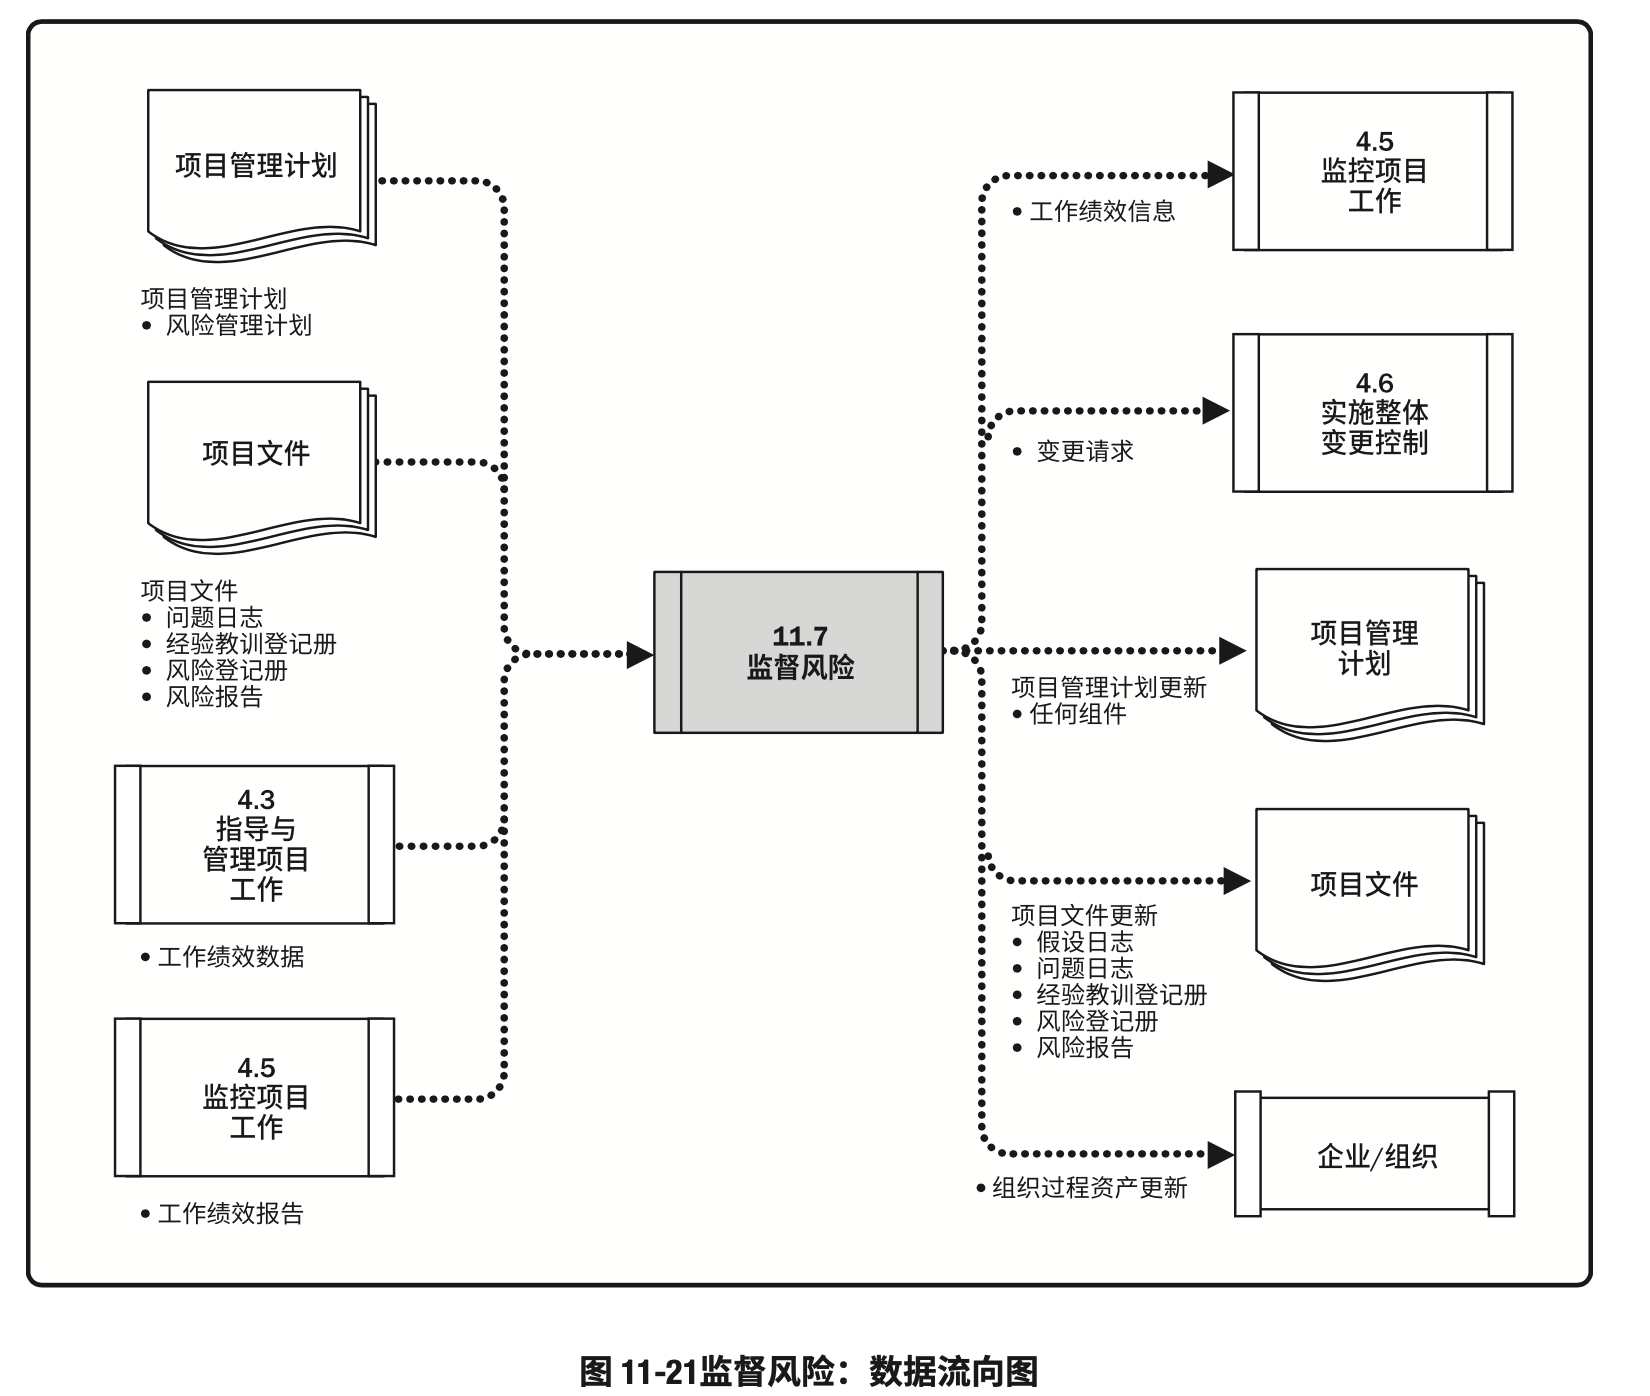 项目管理计划
项目管理计划
• 风险管理计划
项目文件
项目文件
• 问题日志
• 经验教训登记册
• 风险登记册
• 风险报告
4.3
指导与
管理项目
工作
• 工作绩效数据
4.5
监控项目
工作
• 工作绩效报告
11.7
监督风险
4.5
监控项目
工作
• 工作绩效信息
4.6
实施整体
变更控制
• 变更请求
项目管理
计划
项目管理计划更新
• 任何组件
项目文件
项目文件更新
• 假设日志
• 问题日志
• 经验教训登记册
• 风险登记册
• 风险报告
企业/组织
• 组织过程资产更新
图 11-21监督风险：数据流向图